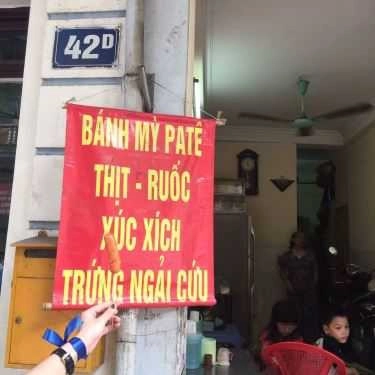 42D
BÁNH MỲ PATÊ
THỊT - RUỐC
XÚC XÍCH
TRỨNG NGẢI CỨU